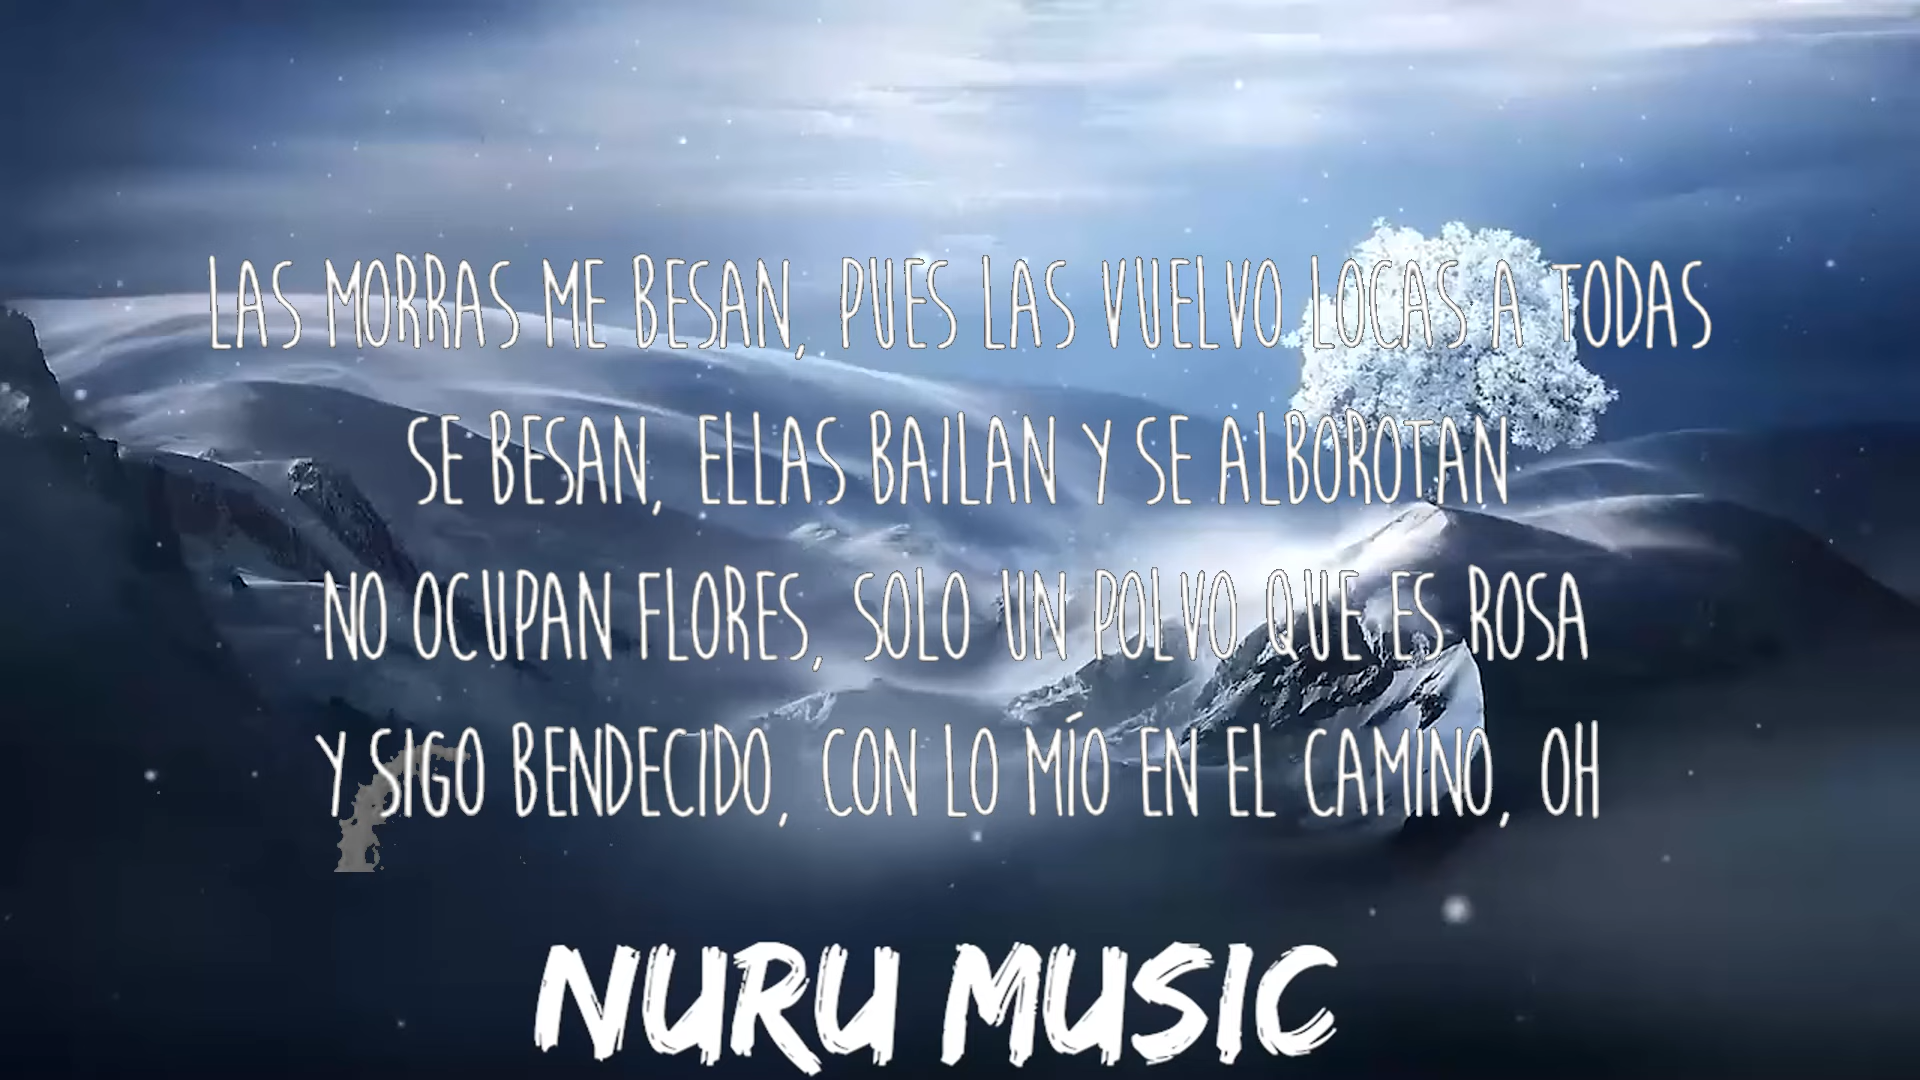 LAS MORRAS ME BESAN, PUES LAS VUELVO LOCAS A TODAS
SE BESAN, ELLAS BAILAN Y SE ALBOROTAN
NO OCUPAN FLORES, SOLO UN POLVO QUE ES ROSA
Y SIGO BENDECIDO, CON LO MÍO EN EL CAMINO, OH
NURU MUSIC